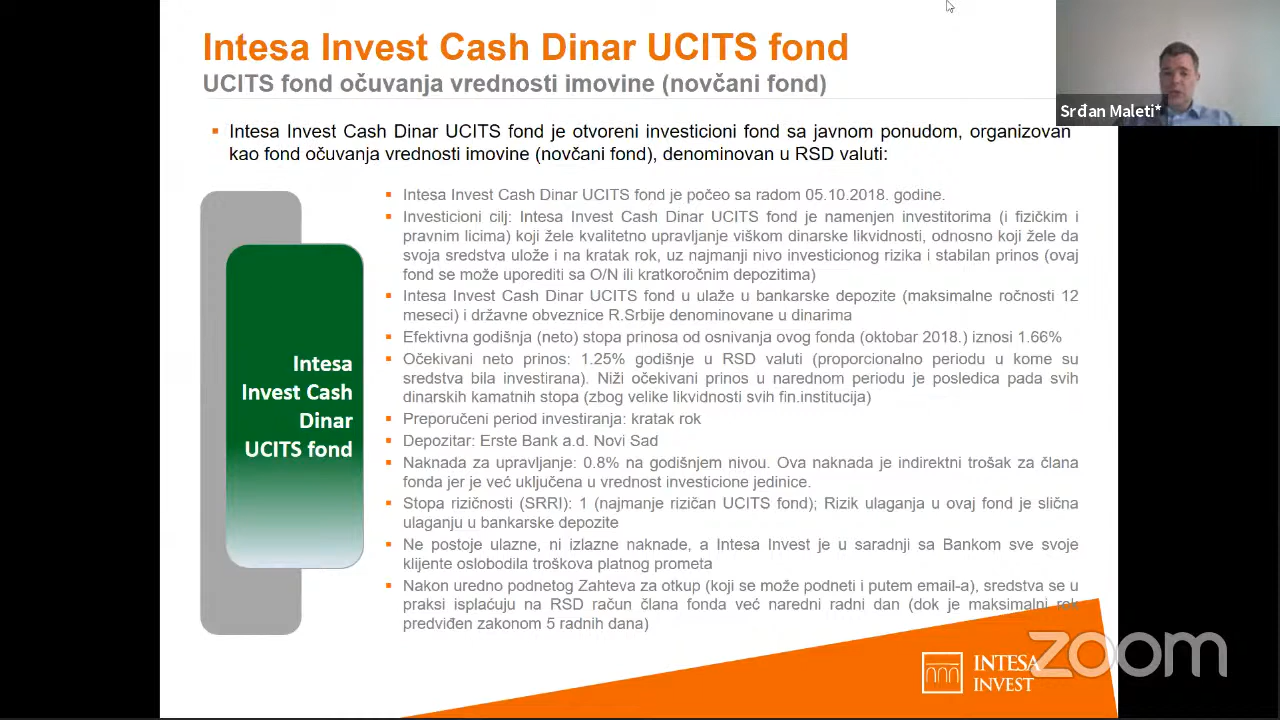 Intesa Invest Cash Dinar UCITS fond
UCITS fond očuvanja vrednosti imovine (novčani fond)
Srđan Maleti*
Intesa Invest Cash Dinar UCITS fond je otvoreni investicioni fond sa javnom ponudom, organizovan
kao fond očuvanja vrednosti imovine (novčani fond), denominovan u RSD valuti:
Intesa Invest Cash Dinar UCITS fond je počeo sa radom 05.10.2018. godine.
Investicioni cilj: Intesa Invest Cash Dinar UCITS fond je namenjen investitorima (i fizičkim i
pravnim licima) koji žele kvalitetno upravljanje viškom dinarske likvidnosti, odnosno koji žele da
svoja sredstva ulože i na kratak rok, uz najmanji nivo investicionog rizika i stabilan prinos (ovaj
fond se može uporediti sa O/N ili kratkoročnim depozitima)
Intesa Invest Cash Dinar UCITS fond u ulaže u bankarske depozite (maksimalne ročnosti 12
meseci) i državne obveznice R.Srbije denominovane u dinarima
Efektivna godišnja (neto) stopa prinosa od osnivanja ovog fonda (oktobar 2018.) iznosi 1.66%
Očekivani neto prinos: 1.25% godišnje u RSD valuti (proporcionalno periodu u kome su
sredstva bila investirana). Niži očekivani prinos u narednom periodu je posledica pada svih
dinarskih kamatnih stopa (zbog velike likvidnosti svih fin.institucija)
Preporučeni period investiranja: kratak rok
Depozitar: Erste Bank a.d. Novi Sad
Naknada za upravljanje: 0.8% na godišnjem nivou. Ova naknada je indirektni trošak za člana
fonda jer je već uključena u vrednost investicione jedinice.
Stopa rizičnosti (SRRI): 1 (najmanje rizičan UCITS fond); Rizik ulaganja u ovaj fond je slična
ulaganju u bankarske depozite
Ne postoje ulazne, ni izlazne naknade, a Intesa Invest je u saradnji sa Bankom sve svoje
klijente oslobodila troškova platnog prometa
Nakon uredno podnetog Zahteva za otkup (koji se može podneti i putem email-a), sredstva se u
praksi isplaćuju na RSD račun člana fonda već naredni radni dan (dok je maksimalni rok
predviđen zakonom 5 radnih dana)
Intesa
Invest Cash
Dinar
UCITS fond
INTESA
INVEST
zoom